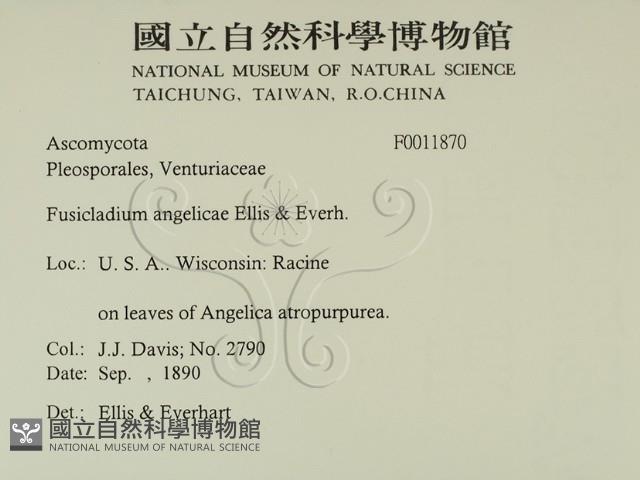 國立自然科學博物館
NATIONAL MUSEUM OF NATURAL SCIENCE
TAICHUNG, TAIWAN, R.O.CHINA
Ascomycota F0011870
Pleosporales, Venturiaceae
Fusicladium angelicae Ellis & Everh.
Loc.: U. S. A.. Wisconsin: Racine
on leaves of Angelica atropurpurea.
Col.: J.J. Davis; No. 2790
Date: Sep. , 1890
Det.: Ellis & Everhart
國立自然科學博物館
NATIONAL MUSEUM OF NATURAL SCIENCE